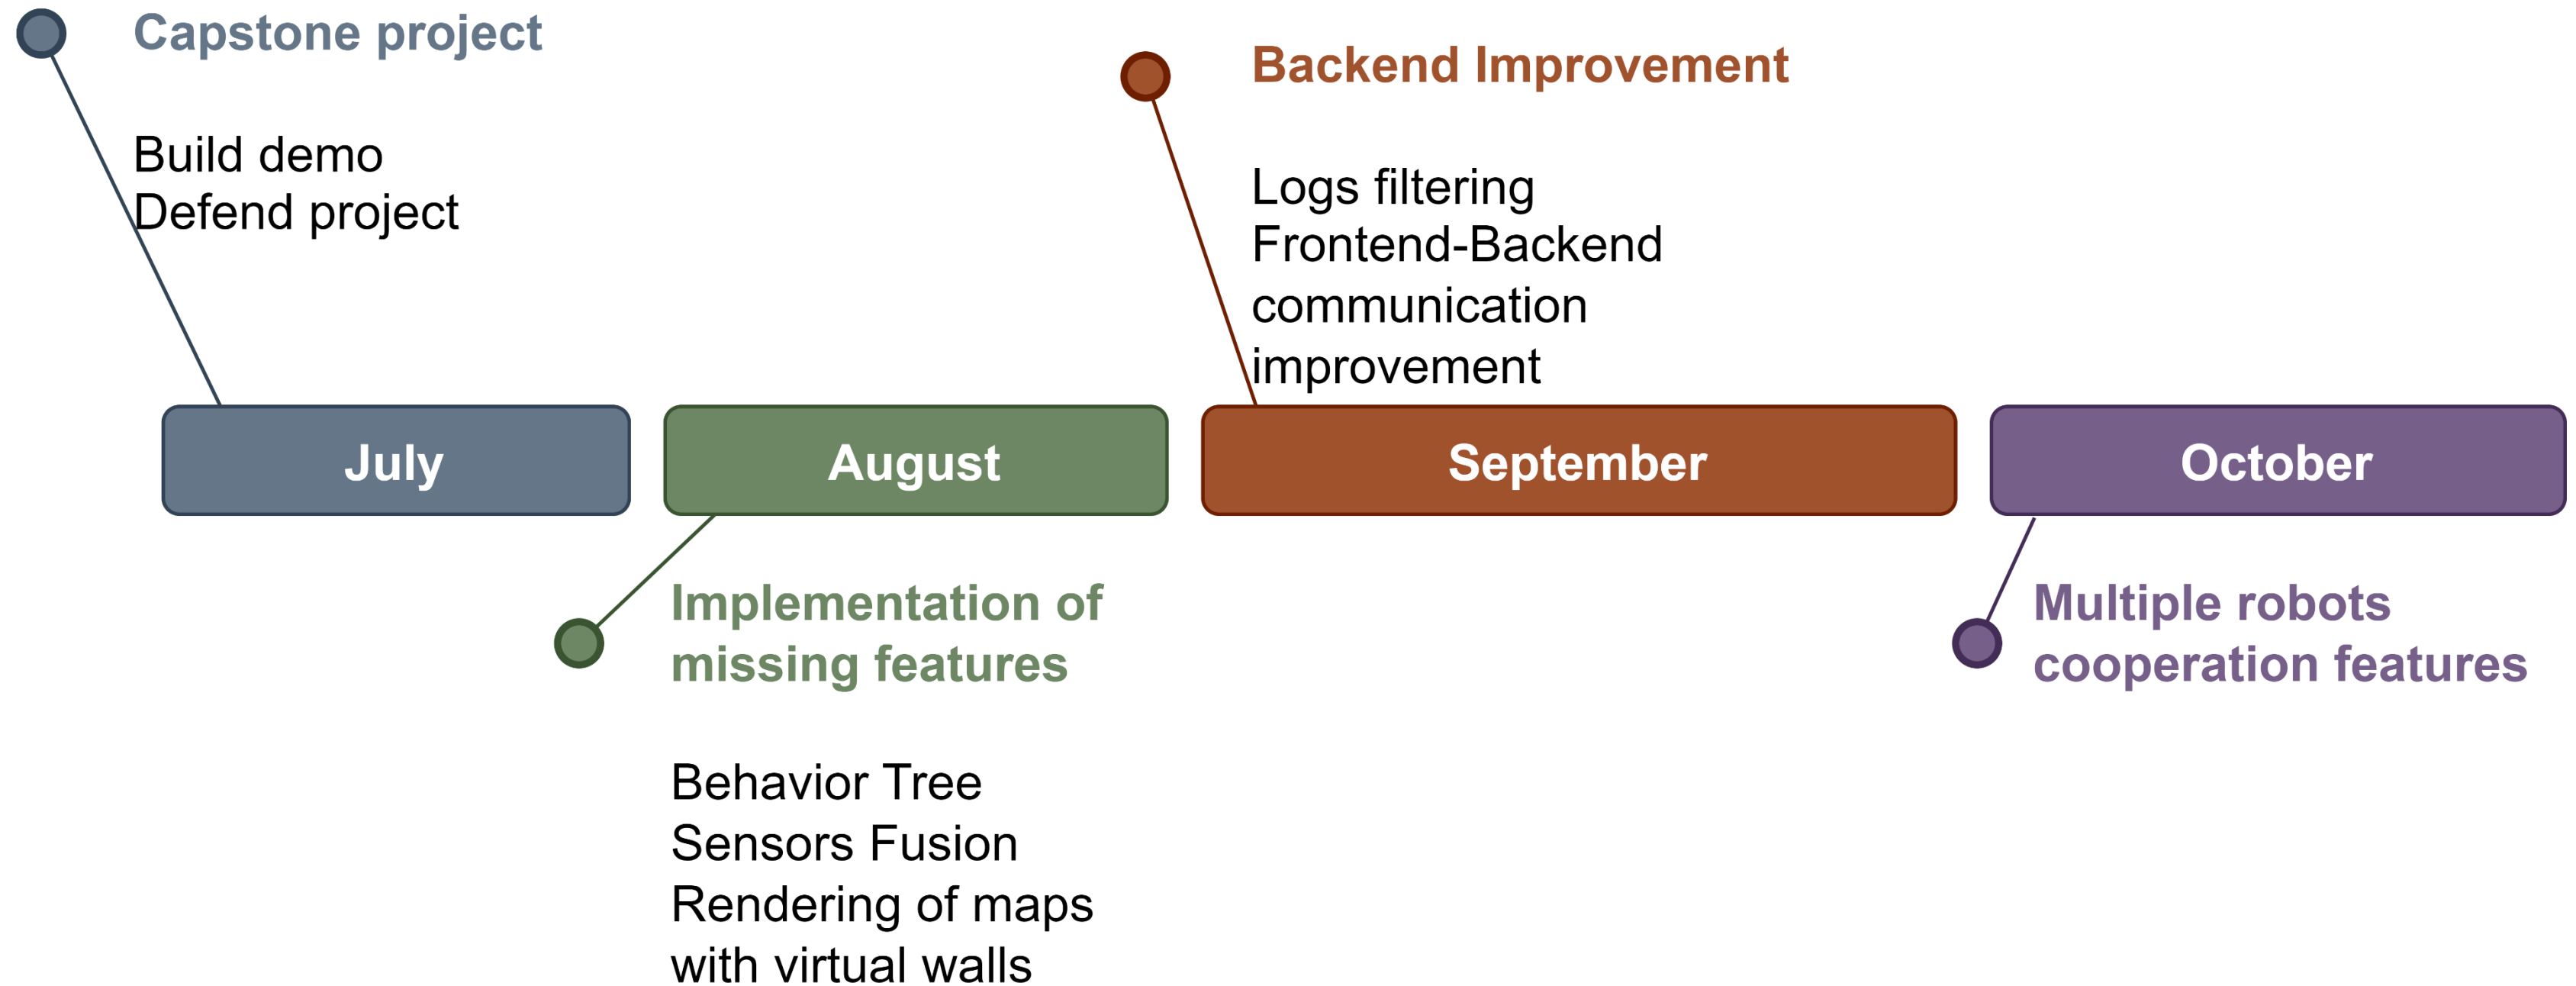 Capstone project
Build demo
Defend project
Backend Improvement
Logs filtering
Frontend-Backend
communication
improvement
July
August
September
October
Implementation of
missing features
Behavior Tree
Sensors Fusion
Rendering of maps
with virtual walls
Multiple robots
cooperation features